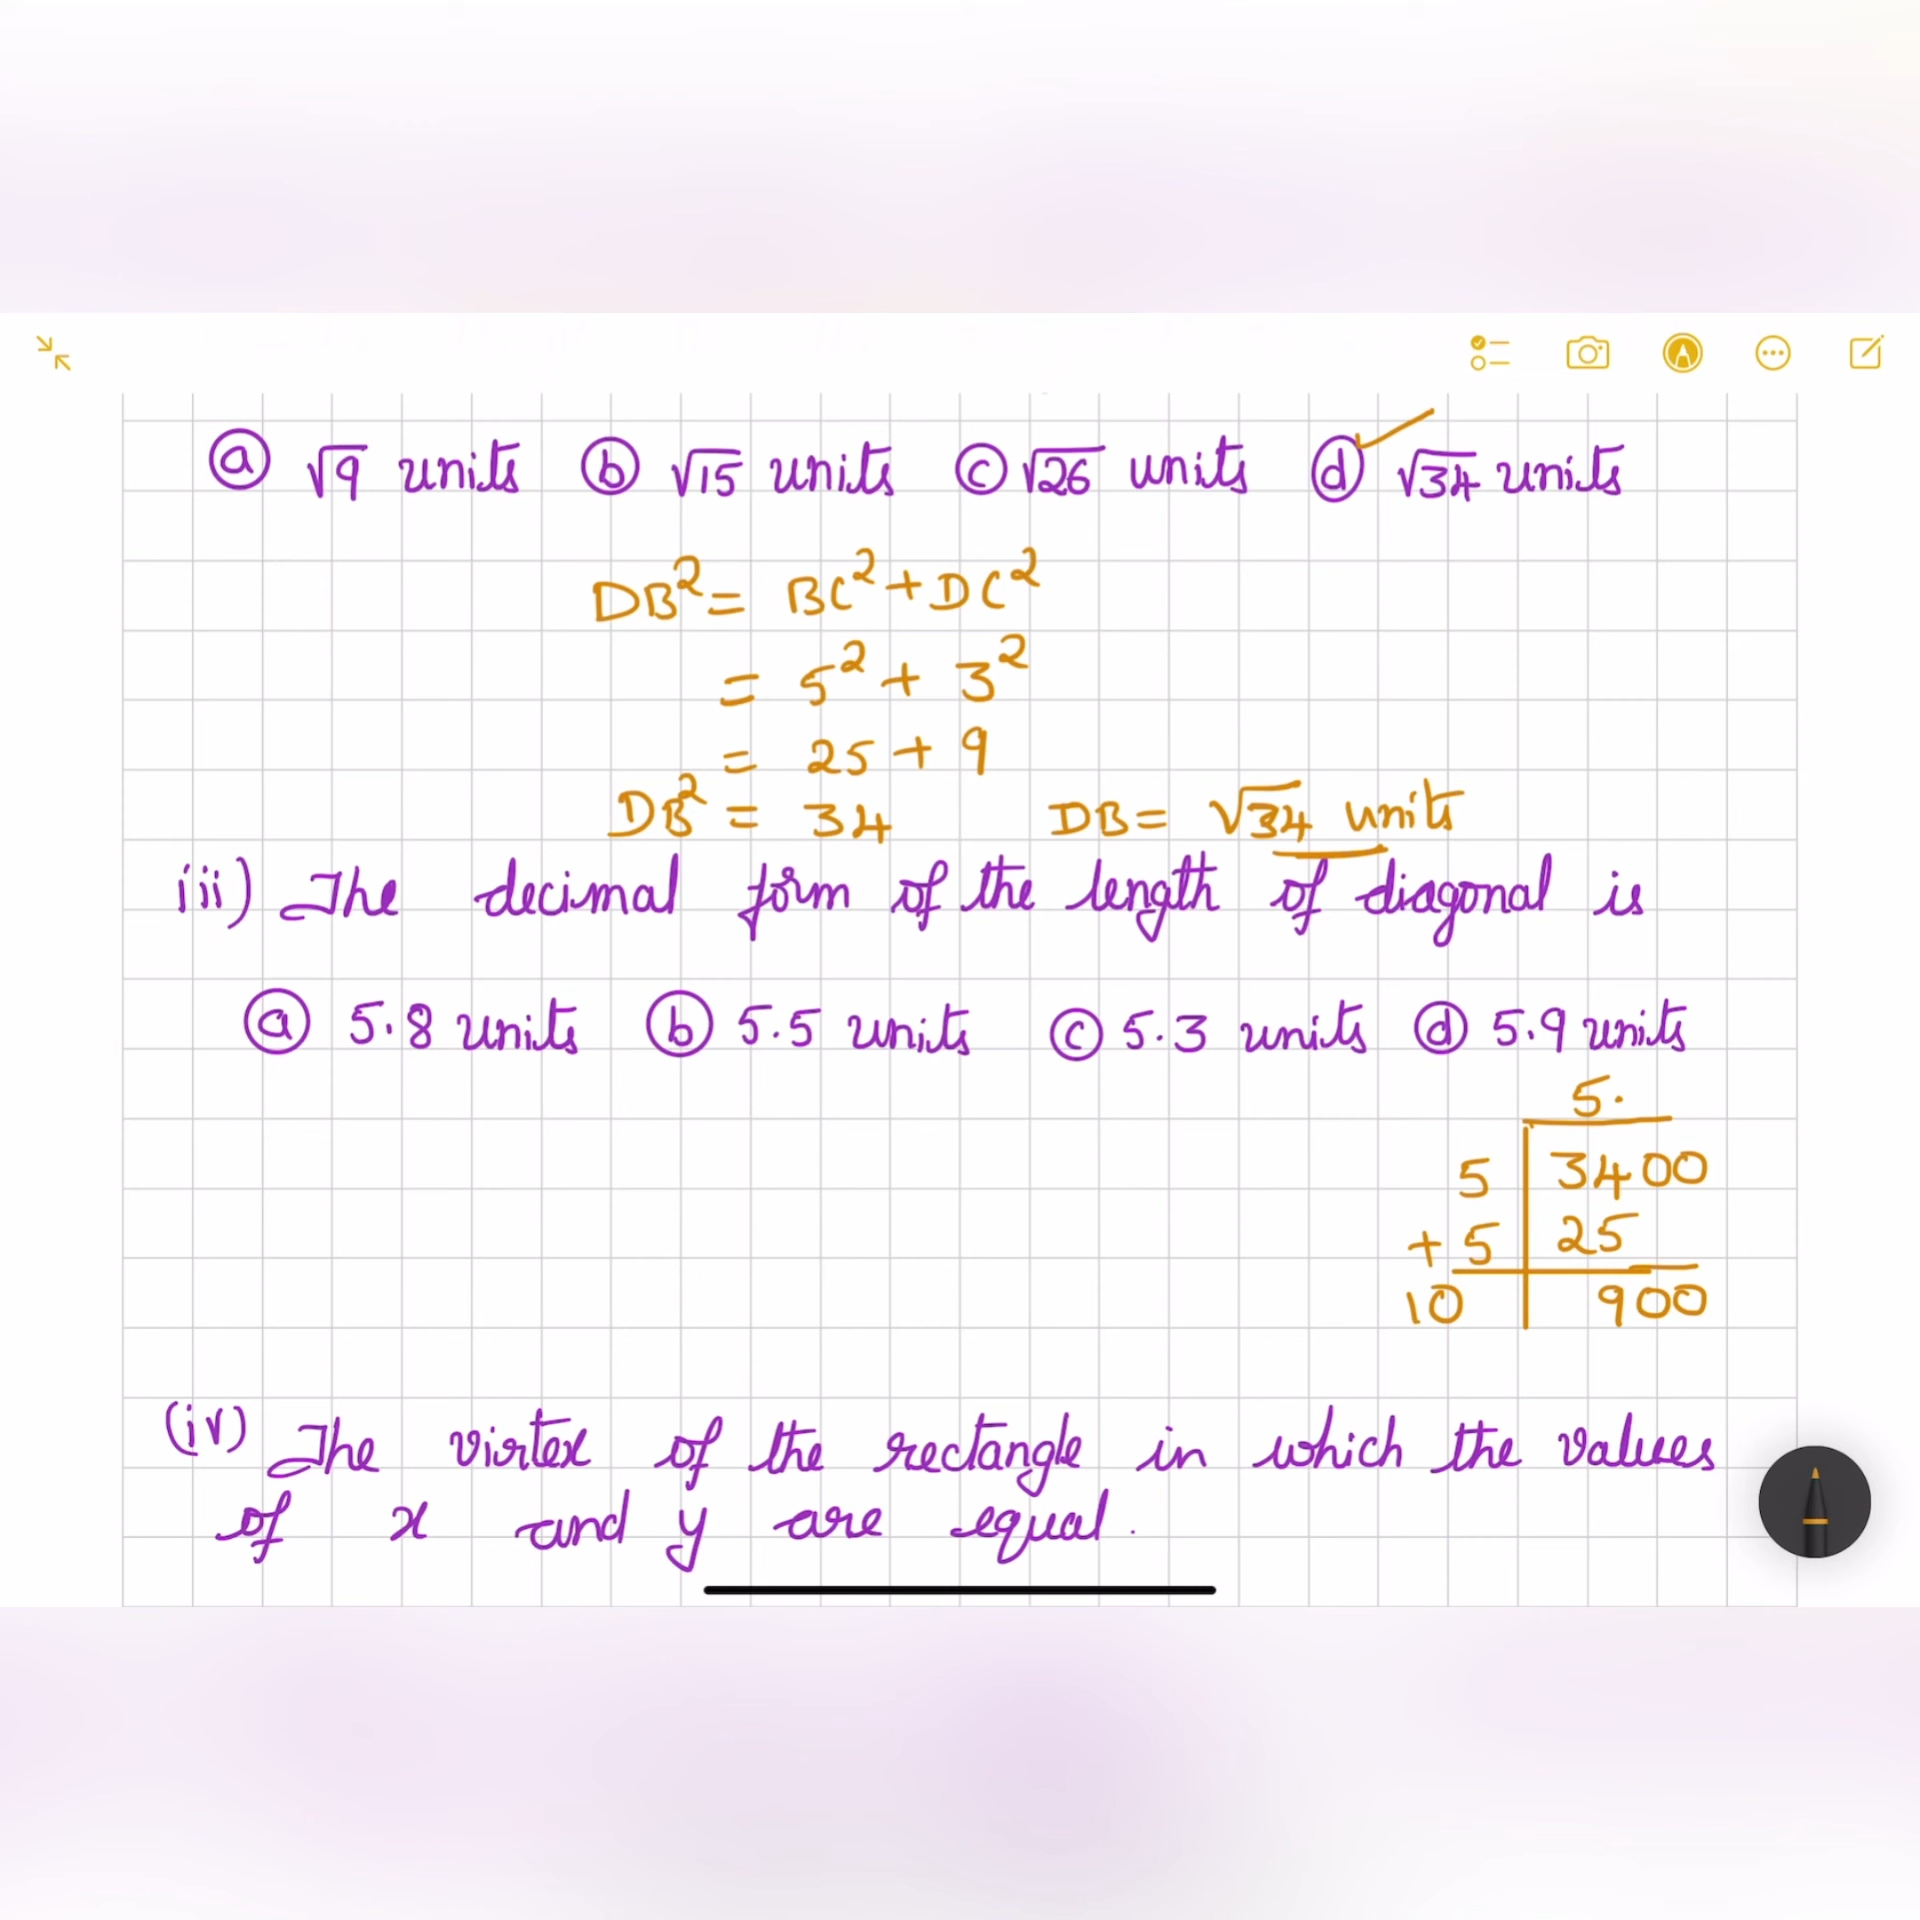 ⓐ √9 units ⓑ √15 units ⓒ √26 units ⓓ √34 units
DB² = BC² + DC²
= 5² + 3²
= 25 + 9
DB² = 34 DB = √34 units
iii) The decimal form of the length of diagonal is
ⓐ 5.8 units ⓑ 5.5 units ⓒ 5.3 units ⓓ 5.9 units
5.
5 3400
+ 5 25
10 900
(iv) The virtex of the rectangle in which the values
of x and y are equal.